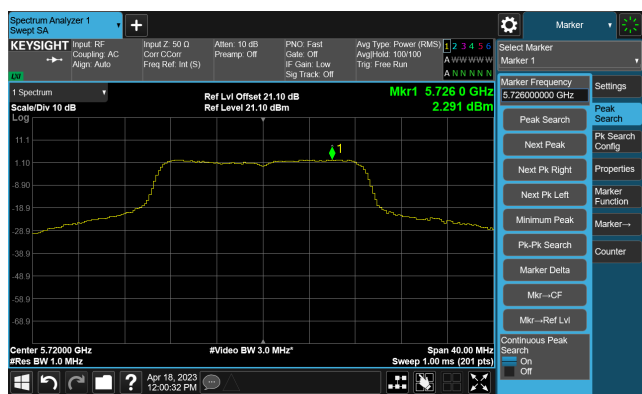 Spectrum Analyzer 1
Swept SA
Marker
KEYSIGHT
Input: RF
Coupling: AC
Align: Auto
Input Z: 50 Ω
Corr CCorr
Freq Ref: Int (S)
Atten: 10 dB
Preamp: Off
PNO: Fast
Gate: Off
IF Gain: Low
Sig Track: Off
Avg Type: Power (RMS)
Avg|Hold: 100/100
Trig: Free Run
1 2 3 4 5 6
A W W W W W
A N N N N N
LXI
Select Marker
Marker 1
1 Spectrum
Scale/Div 10 dB
Log
Ref Lvl Offset 21.10 dB
Ref Level 21.10 dBm
Mkr1 5.726 0 GHz
2.291 dBm
11.1
1.10
-8.90
-18.9
-28.9
-38.9
-48.9
-58.9
-68.9
1
Center 5.72000 GHz
#Res BW 1.0 MHz
#Video BW 3.0 MHz*
Span 40.00 MHz
Sweep 1.00 ms (201 pts)
Marker Frequency
5.726000000 GHz
Peak Search
Next Peak
Next Pk Right
Next Pk Left
Minimum Peak
Pk-Pk Search
Marker Delta
Mkr→CF
Mkr→Ref Lvl
Continuous Peak
Search
On
Off
Settings
Peak
Search
Pk Search
Config
Properties
Marker
Function
Marker→
Counter
?
Apr 18, 2023
12:00:32 PM